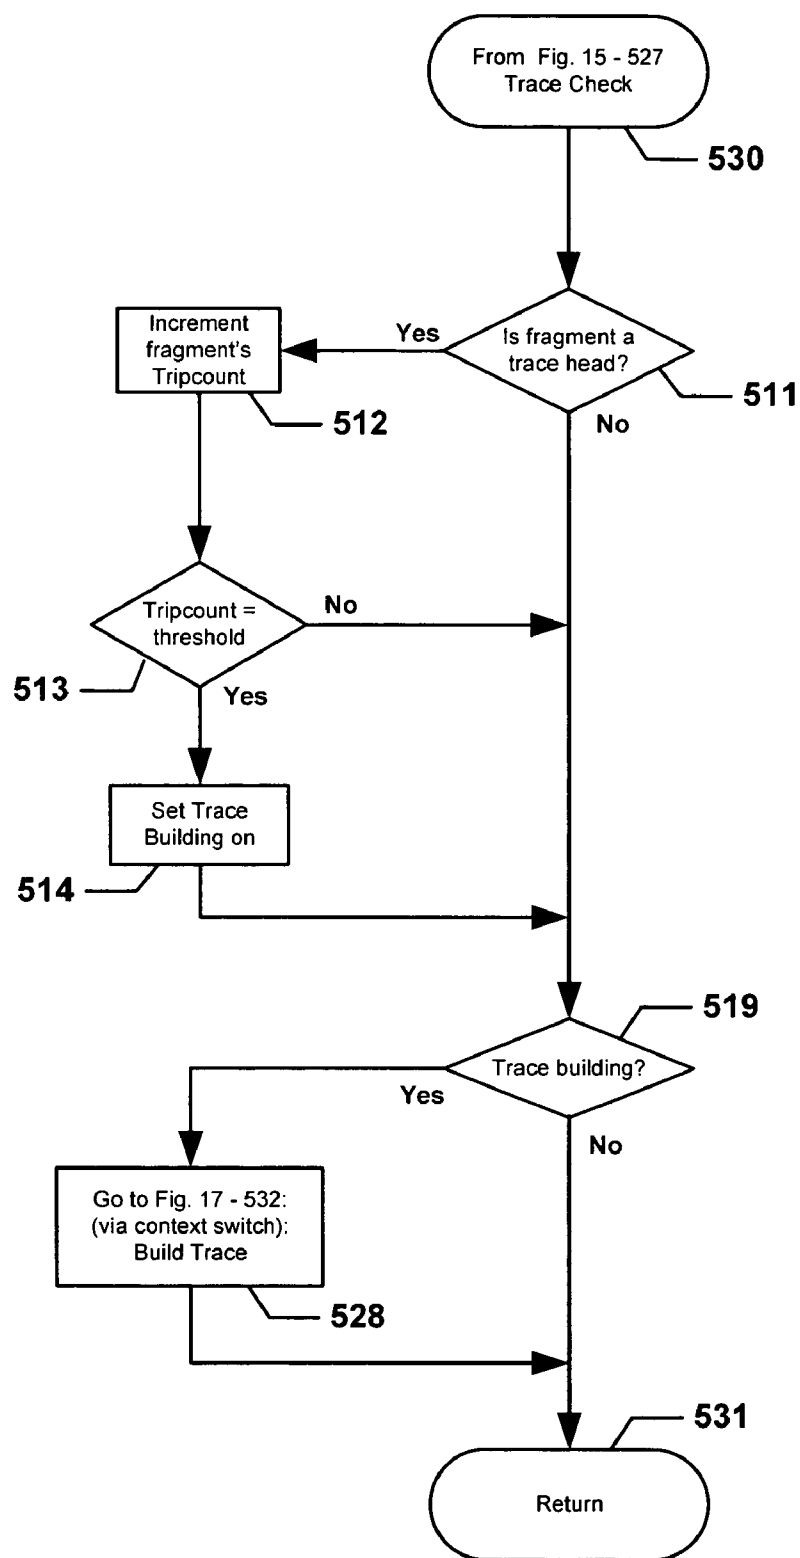 From Fig. 15 - 527
Trace Check
530
Is fragment a
trace head?
511
Yes
No
Increment
fragment's
Tripcount
512
Tripcount =
threshold
513
No
Yes
Set Trace
Building on
514
519
Trace building?
Yes
No
Go to Fig. 17 - 532:
(via context switch):
Build Trace
528
531
Return